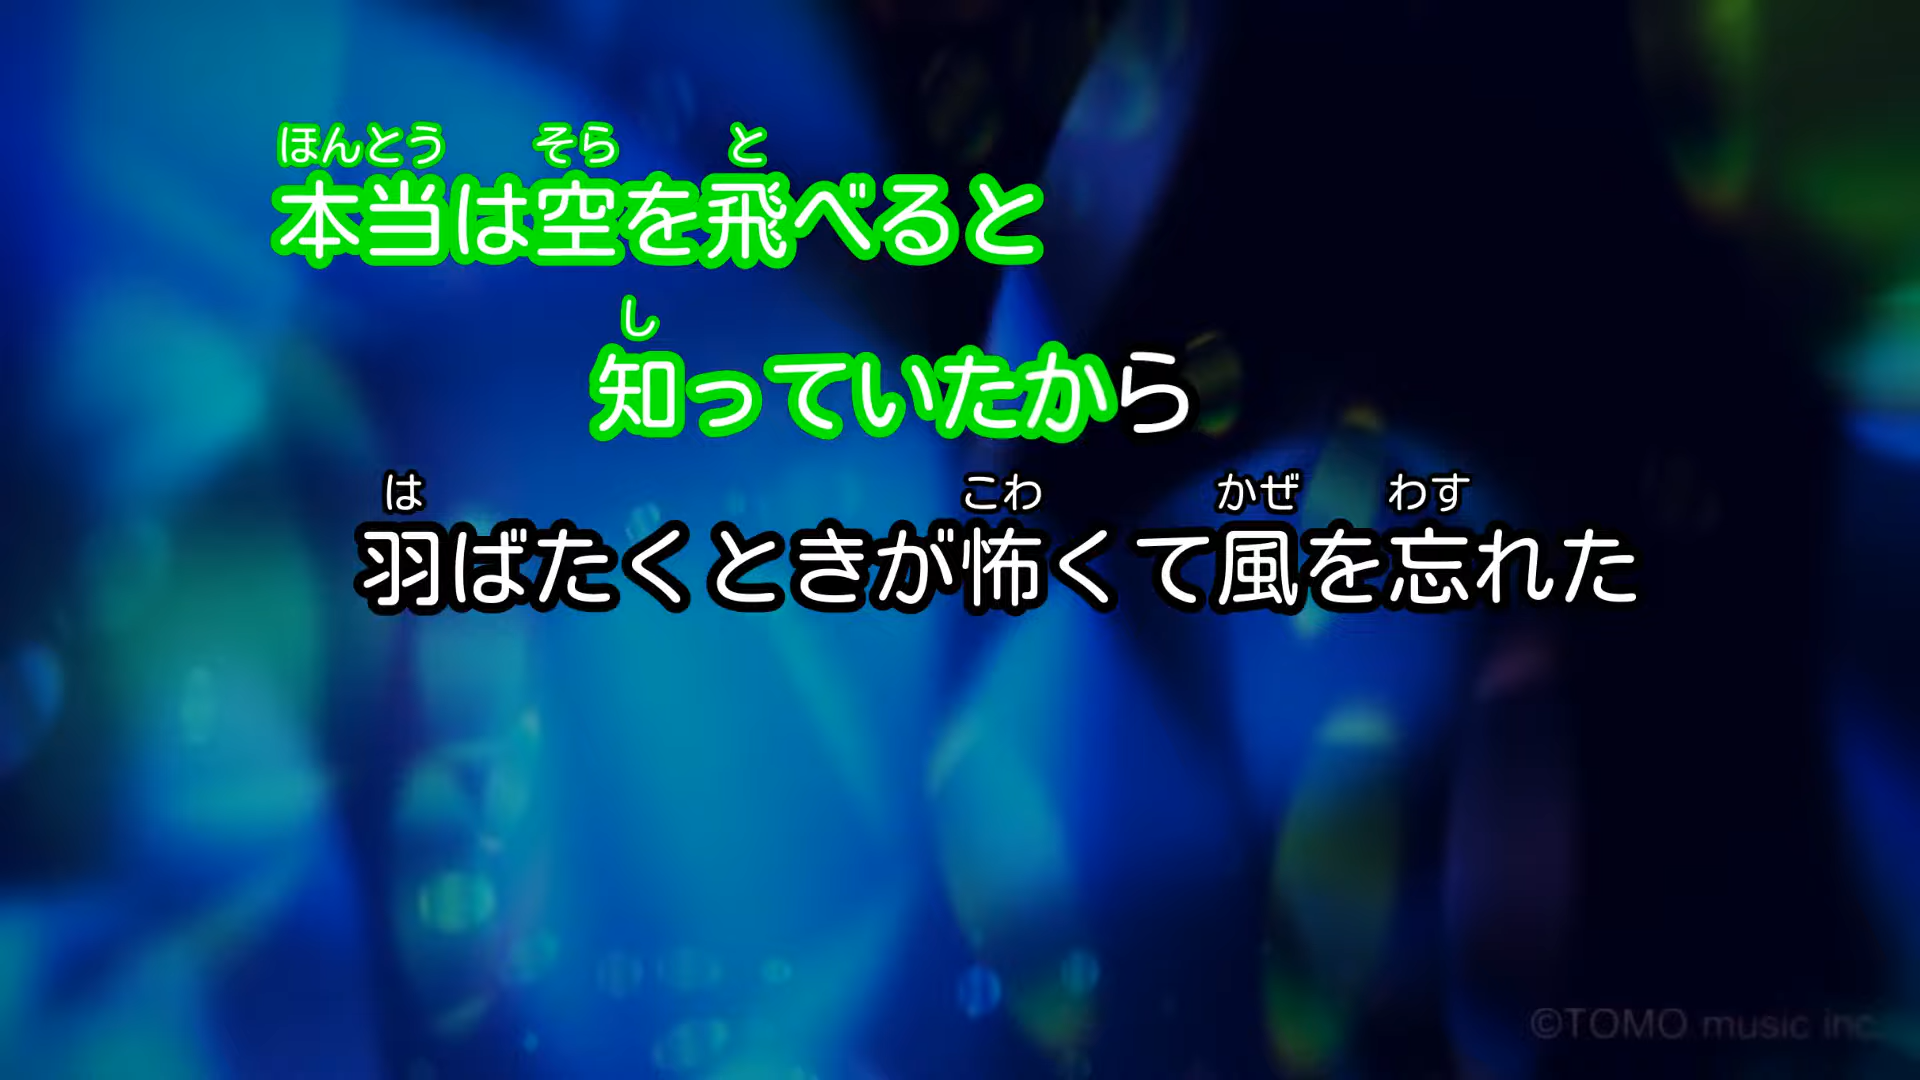 ほんとう そら と
本当は空を飛べると
し
知っていたから
は こわ かぜ わす
羽ばたくときが怖くて風を忘れた
©TOMO music inc.